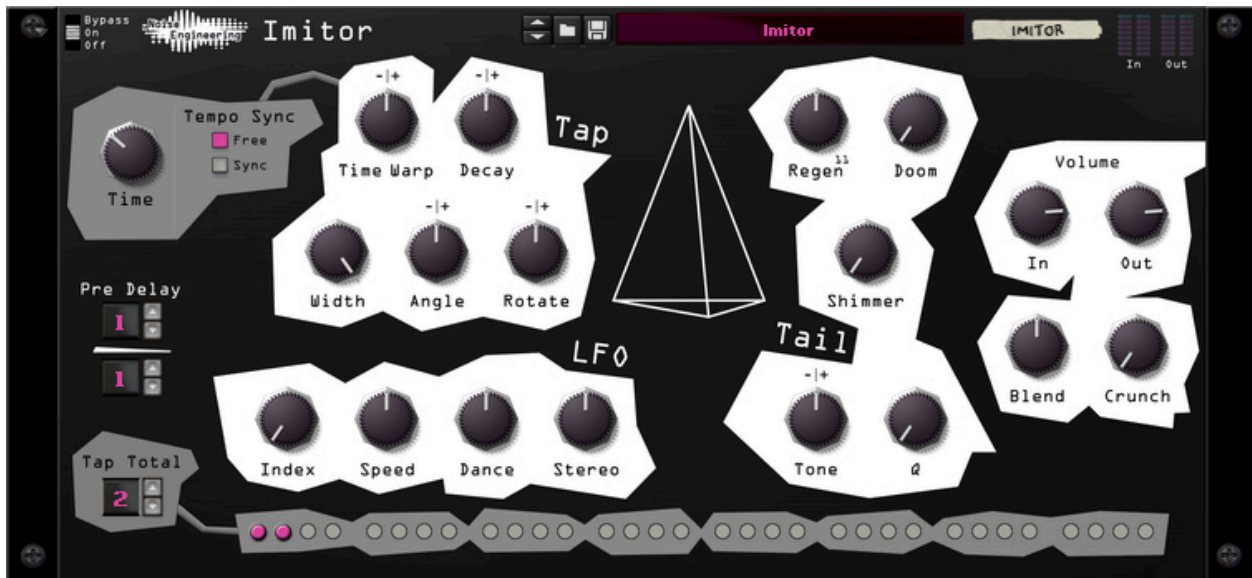 Bypass
On
Off
Noise
Engineering
Imitor
Imitor
IMITOR
In Out
Tempo Sync
Free
Sync
Time
-|+ -|+
Time Warp Decay
Tap
-|+ -|+
Width Angle Rotate
Regen 11 Doom
Shimmer
Tail
-|+
Tone Q
Volume
In Out
Blend Crunch
Pre Delay
1
1
LFO
Index Speed Dance Stereo
Tap Total
2